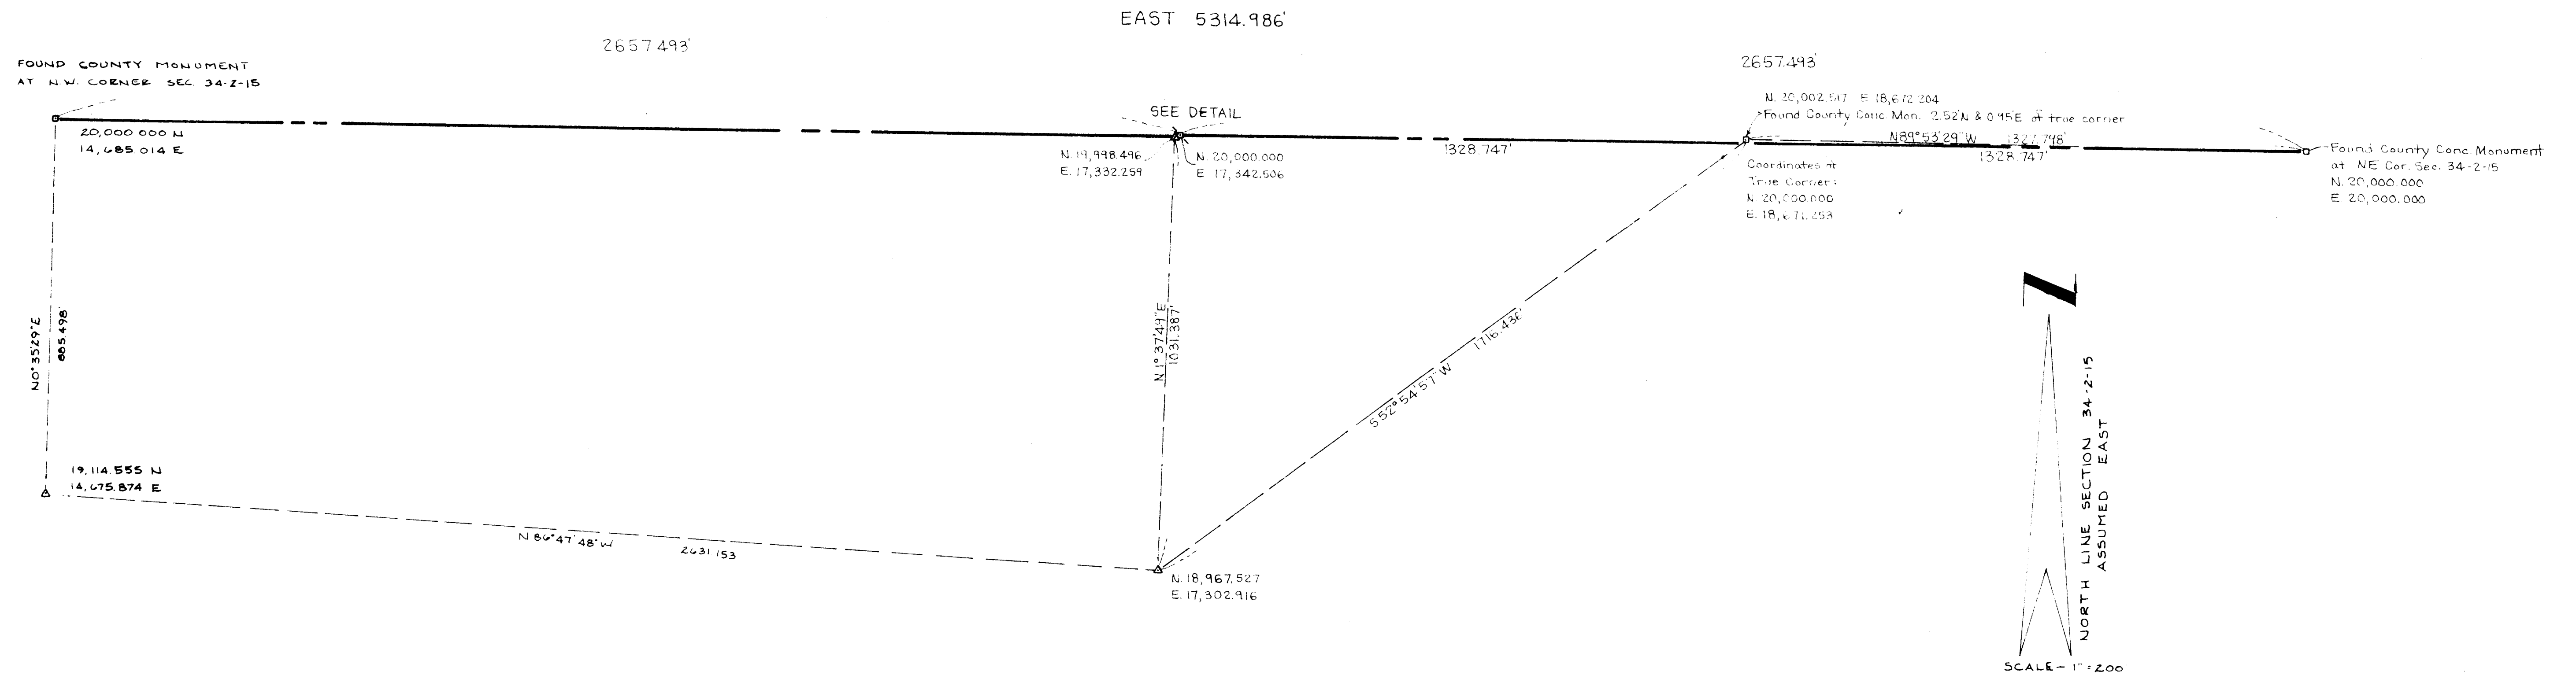 EAST 5314.986'
2657.493'
2657.493'
FOUND COUNTY MONUMENT
AT N.W. CORNER SEC. 34-2-15
20,000.000 N
14,685.014 E
SEE DETAIL
N. 19,998.496
E. 17,332.259
N. 20,000.000
E. 17,342.506
1328.747'
N. 20,002.517 E 18,672.204
Found County Conc. Mon. 2.52'N & 0.95'E of true corner
N89°53'29"W 1327.798'
1328.747'
Coordinates at
True Corner:
N. 20,000.000
E. 18,671.253
Found County Conc. Monument
at NE Cor. Sec. 34-2-15
N. 20,000.000
E. 20,000.000
N0°35'29"E
885.498'
N 1°37'49"E
1031.387'
S52°54'57"W 1716.436'
19,114.555 N
14,675.874 E
N 86°47'48"W 2631.153
N. 18,967.527
E. 17,302.916
NORTH LINE SECTION 34-2-15
ASSUMED EAST
SCALE - 1" = 200'